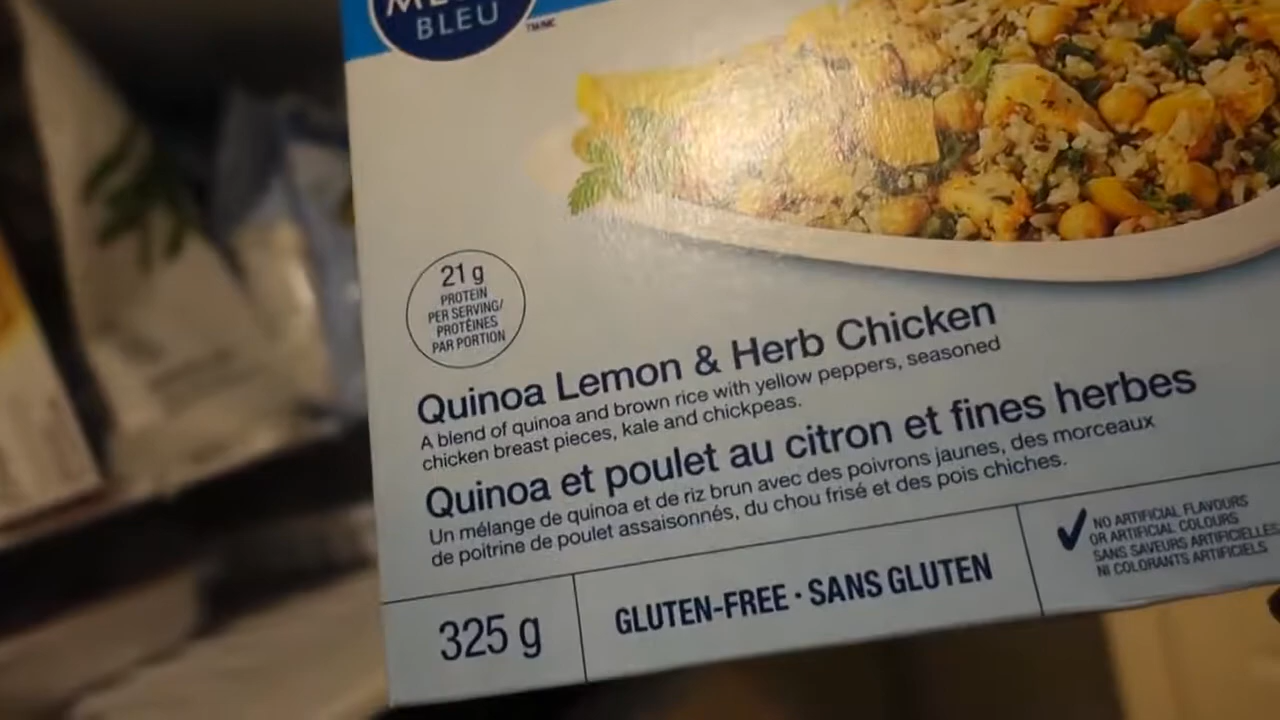 BLEU
21 g
PROTEIN
PER SERVING/
PROTÉINES
PAR PORTION
Quinoa Lemon & Herb Chicken
A blend of quinoa and brown rice with yellow peppers, seasoned
chicken breast pieces, kale and chickpeas.
Quinoa et poulet au citron et fines herbes
Un mélange de quinoa et de riz brun avec des poivrons jaunes, des morceaux
de poitrine de poulet assaisonnés, du chou frisé et des pois chiches.
325 g
GLUTEN-FREE · SANS GLUTEN
NO ARTIFICIAL FLAVOURS
OR ARTIFICIAL COLOURS
SANS SAVEURS ARTIFICIELLES
NI COLORANTS ARTIFICIELS